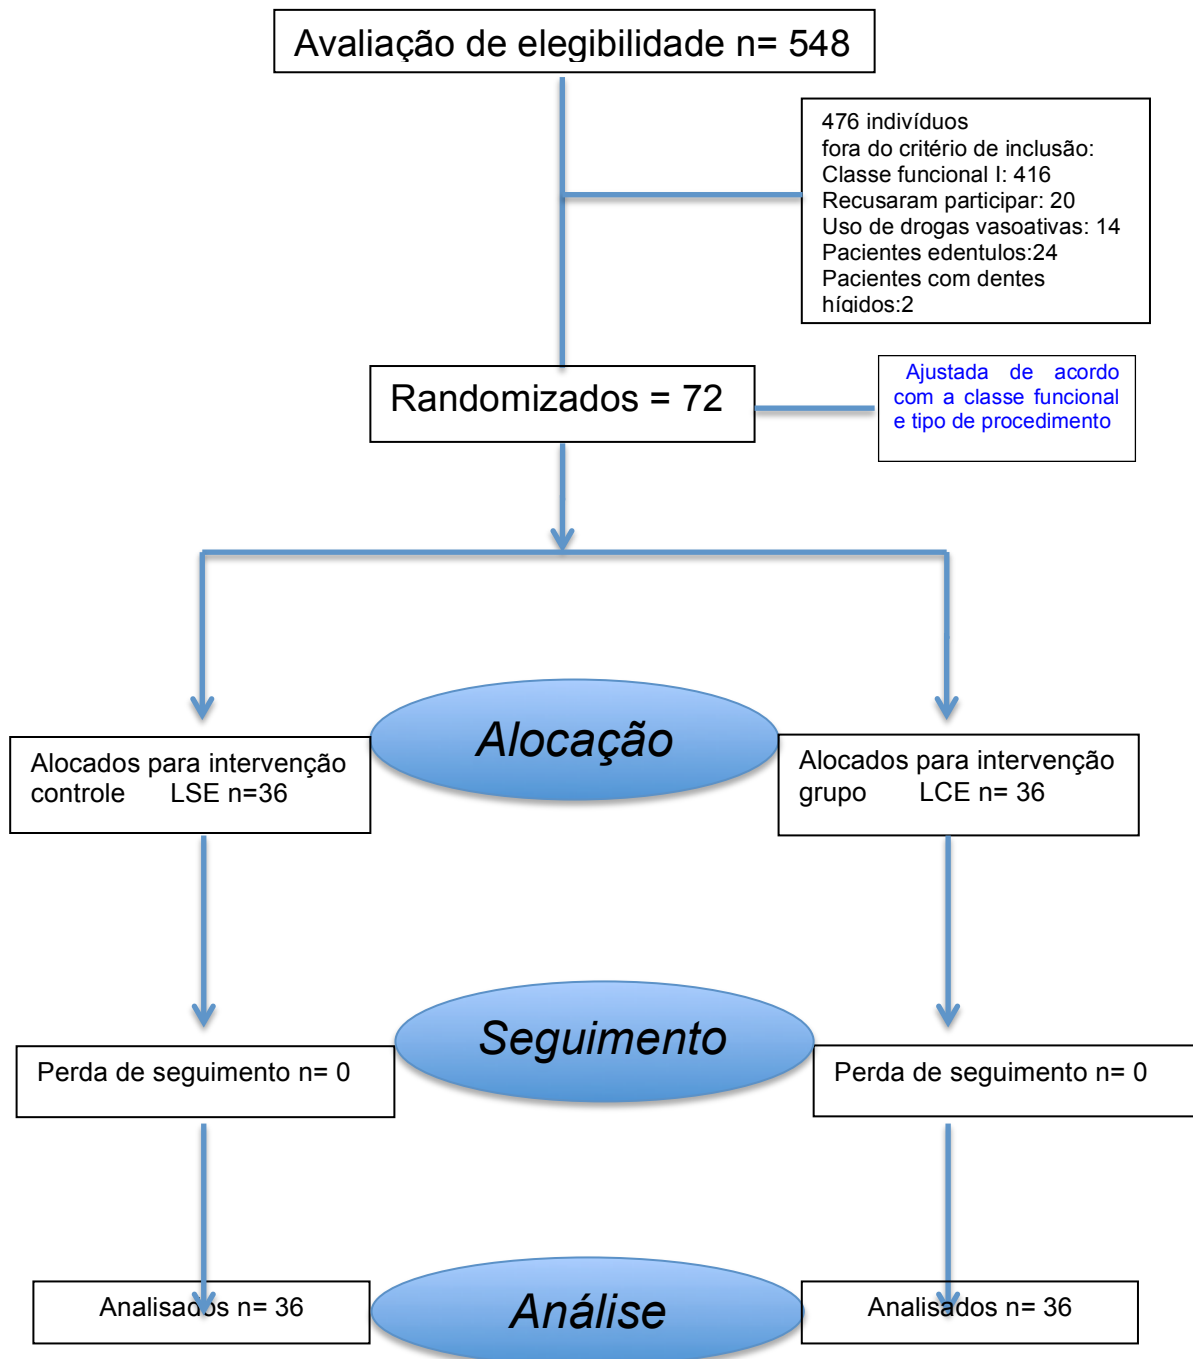 Avaliação de elegibilidade n= 548
476 indivíduos
fora do critério de inclusão:
Classe funcional I: 416
Recusaram participar: 20
Uso de drogas vasoativas: 14
Pacientes edentulos:24
Pacientes com dentes
hígidos:2
Randomizados = 72
Ajustada de acordo
com a classe funcional
e tipo de procedimento
Alocação
Alocados para intervenção
controle LSE n=36
Alocados para intervenção
grupo LCE n= 36
Seguimento
Perda de seguimento n= 0
Perda de seguimento n= 0
Analisados n= 36
Análise
Analisados n= 36